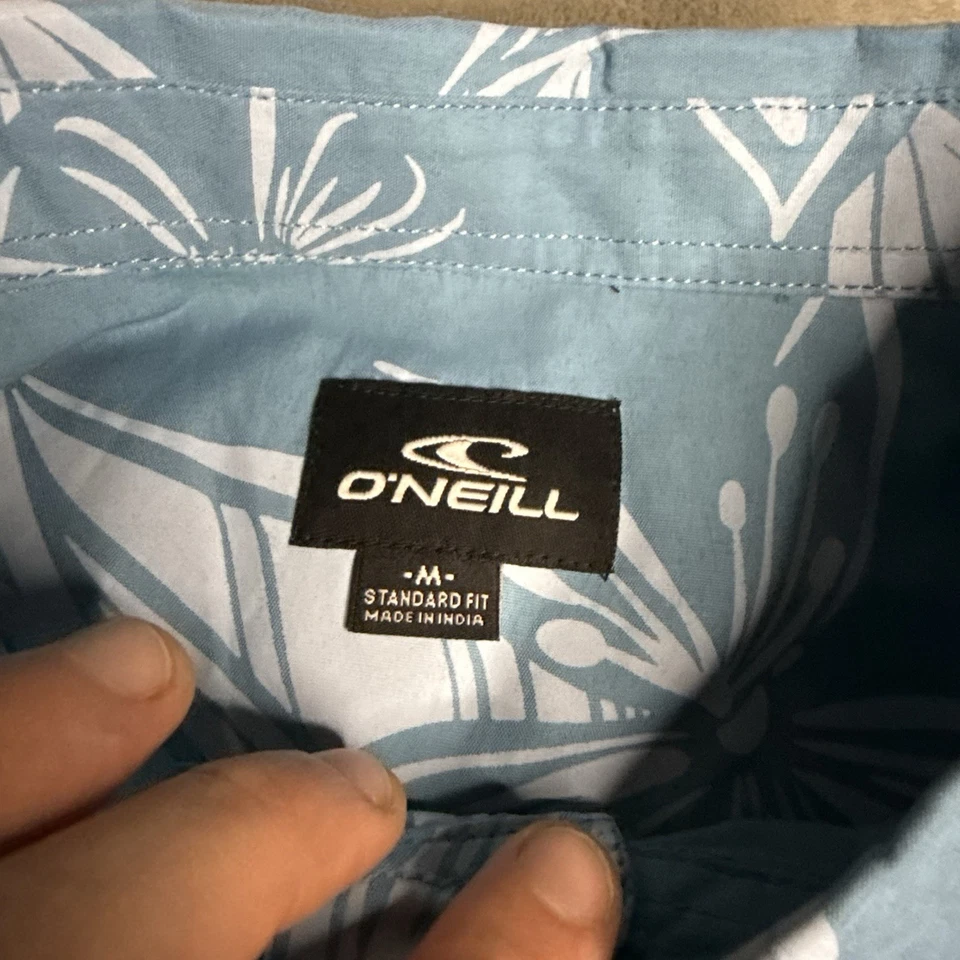 O'NEILL
-M-
STANDARD FIT
MADE IN INDIA